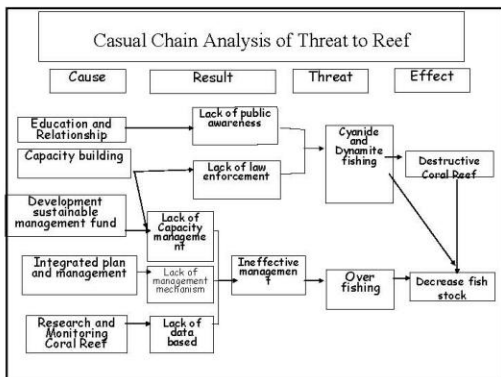 Casual Chain Analysis of Threat to Reef
Cause
Result
Threat
Effect
Education and
Relationship
Lack of public
awareness
Capacity building
Lack of law
enforcement
Cyanide
and
Dynamite
fishing
Destructive
Coral Reef
Development
sustainable
management fund
Lack of
Capacity
manageme
nt
Integrated plan
and management
Lack of
management
mechanism
Ineffective
managemen
t
Over
fishing
Decrease fish
stock
Research and
Monitoring
Coral Reef
Lack of
data
based